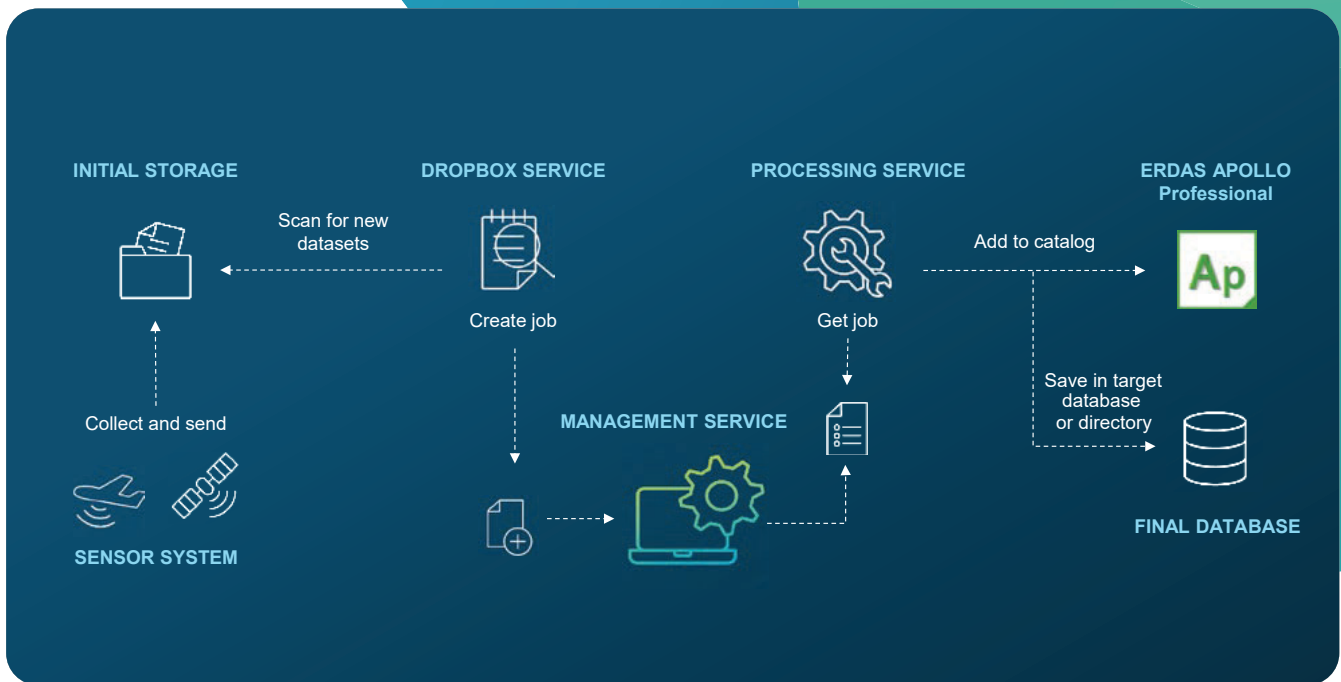 INITIAL STORAGE
DROPBOX SERVICE
PROCESSING SERVICE
ERDAS APOLLO
Professional
Scan for new
datasets
Add to catalog
Ap
Create job
Get job
Save in target
database
or directory
Collect and send
MANAGEMENT SERVICE
SENSOR SYSTEM
FINAL DATABASE